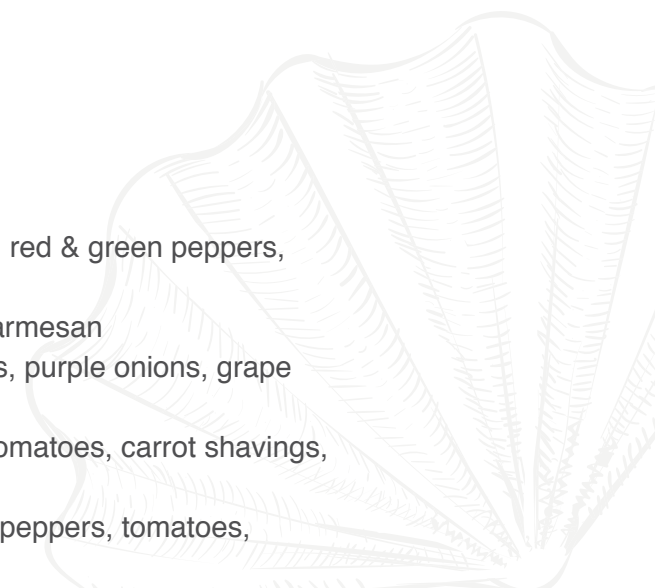 red & green peppers,
armesan
s, purple onions, grape
omatoes, carrot shavings,
peppers, tomatoes,